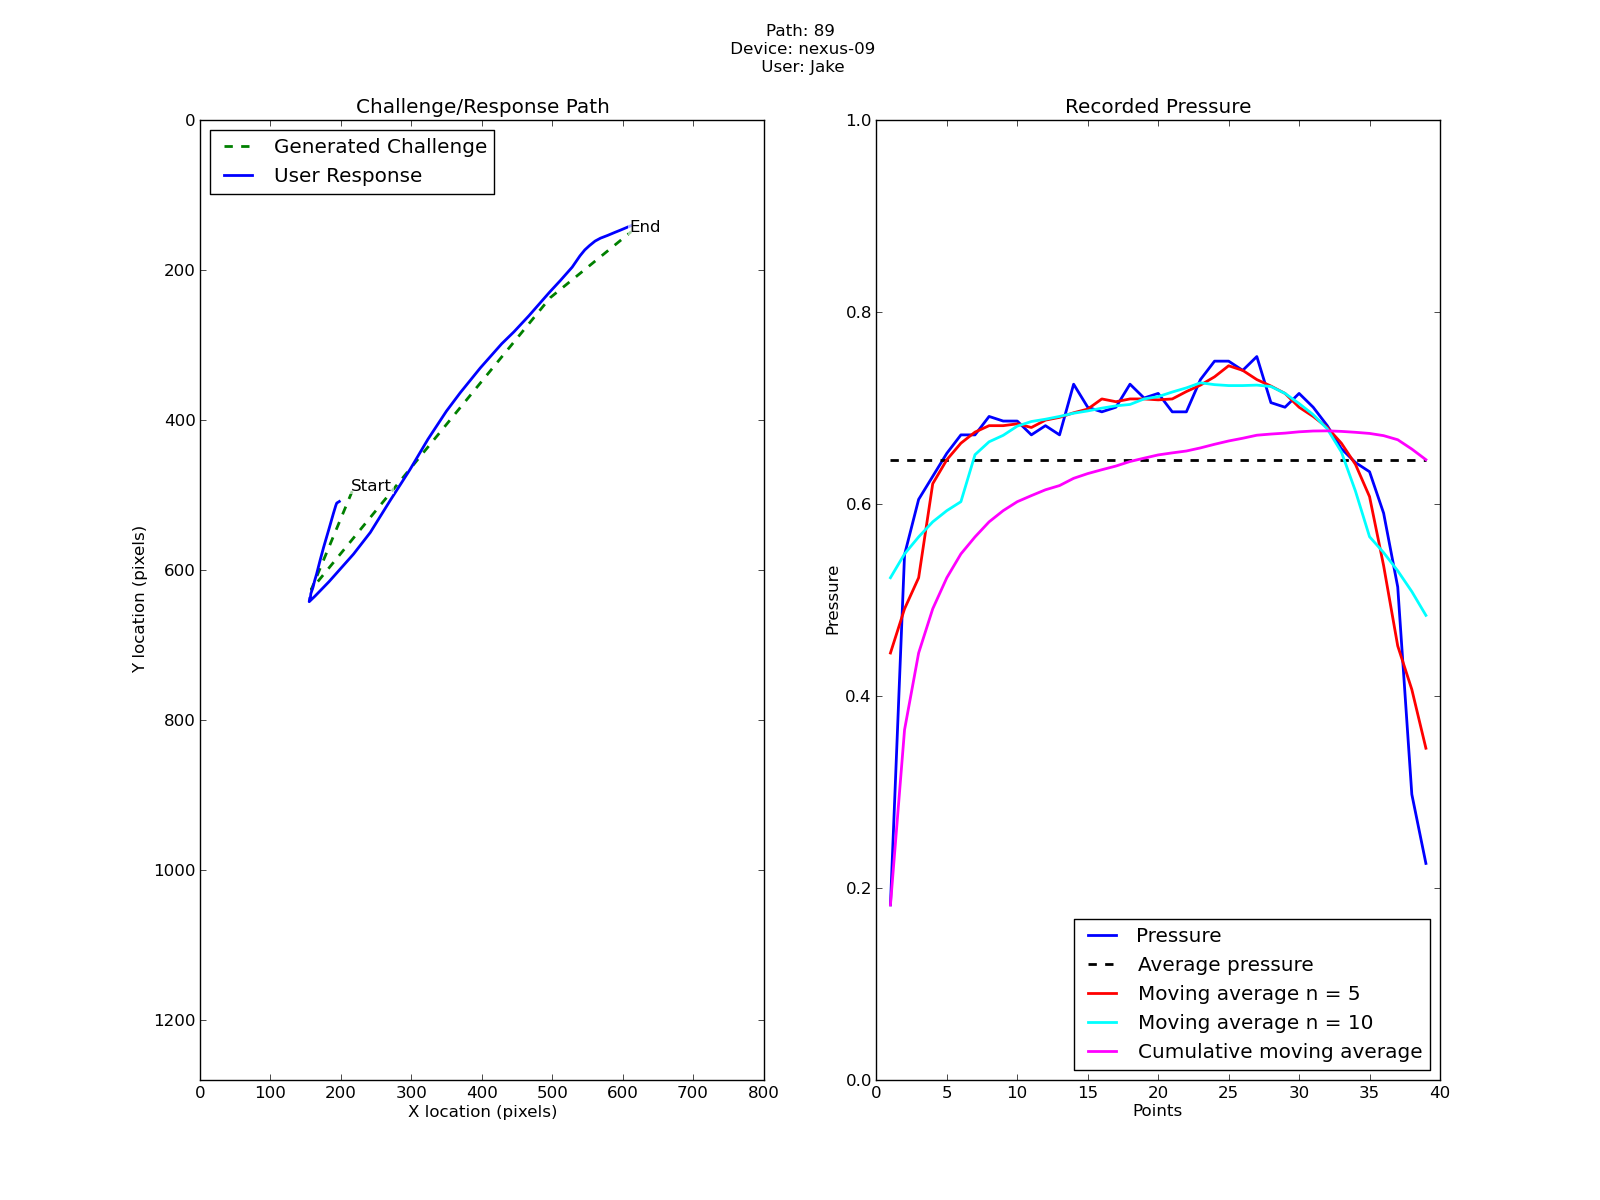 Path: 89
Device: nexus-09
User: Jake
Challenge/Response Path
Generated Challenge
User Response
Start
End
0
200
400
600
800
1000
1200
Y location (pixels)
0 100 200 300 400 500 600 700 800
X location (pixels)
Recorded Pressure
1.0
0.8
0.6
0.4
0.2
0.0
Pressure
Pressure
Average pressure
Moving average n = 5
Moving average n = 10
Cumulative moving average
0 5 10 15 20 25 30 35 40
Points